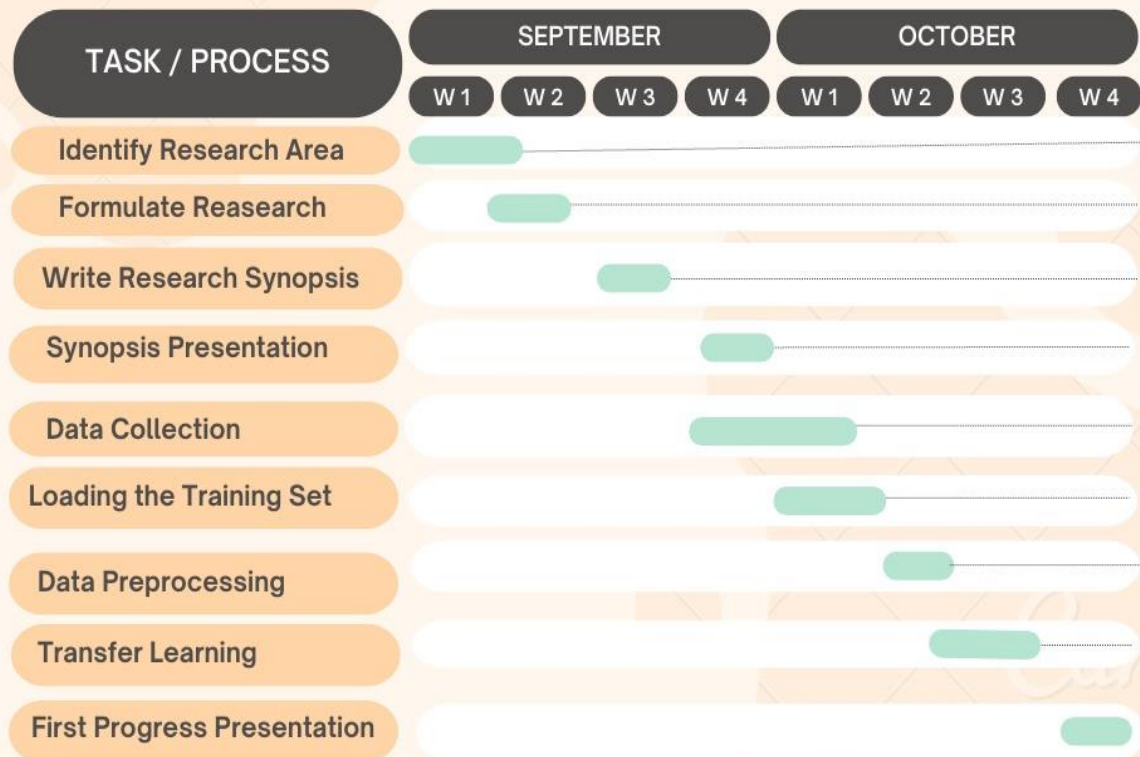 TASK / PROCESS
SEPTEMBER
OCTOBER
W 1
W 2
W 3
W 4
W 1
W 2
W 3
W 4
Identify Research Area
Formulate Reasearch
Write Research Synopsis
Synopsis Presentation
Data Collection
Loading the Training Set
Data Preprocessing
Transfer Learning
First Progress Presentation